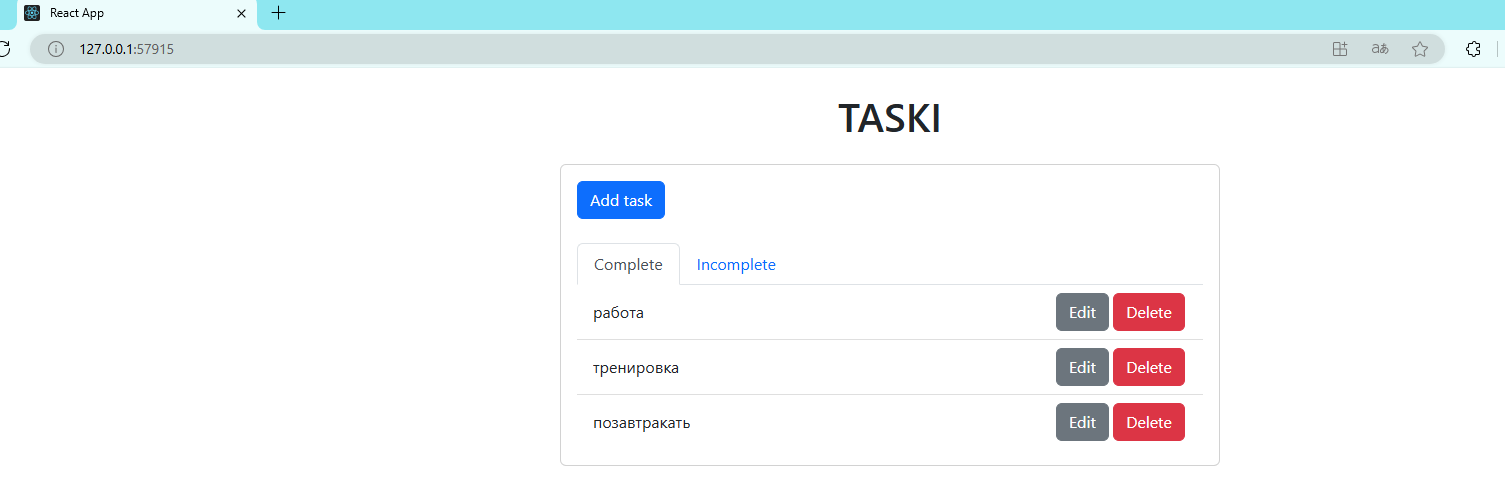 React App
127.0.0.1:57915
TASKI
Add task
Complete Incomplete
работа Edit Delete
тренировка Edit Delete
позавтракать Edit Delete